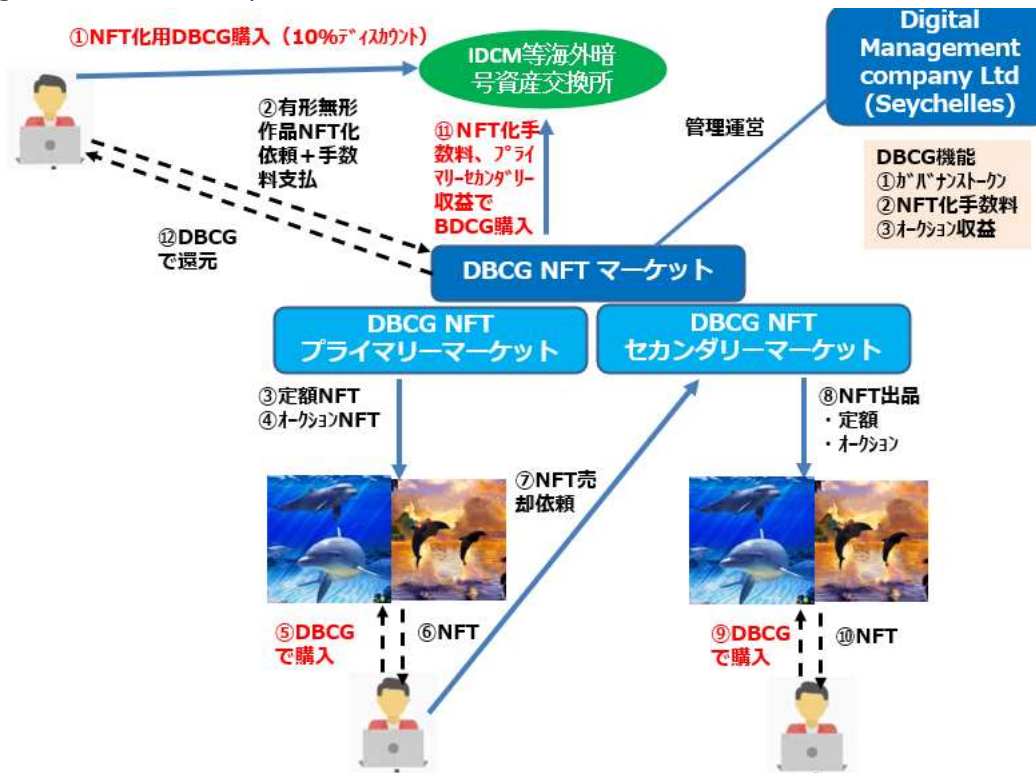 ①NFT化用DBCG購入（10%ﾃﾞｨｽｶｳﾝﾄ）
IDCM等海外暗
号資産交換所
Digital
Management
company Ltd
(Seychelles)
②有形無形
作品NFT化
依頼＋手数
料支払
⑪NFT化手
数料、ﾌﾟﾗｲ
ﾏﾘｰｾｶﾝﾀﾞﾘｰ
収益で
BDCG購入
管理運営
DBCG機能
①ｶﾞﾊﾞﾅﾝｽトークン
②NFT化手数料
③ｵｰｸｼｮﾝ収益
⑫DBCG
で還元
DBCG NFT マーケット
DBCG NFT
プライマリーマーケット
DBCG NFT
セカンダリーマーケット
③定額NFT
④ｵｰｸｼｮﾝNFT
⑦NFT売
却依頼
⑧NFT出品
・定額
・ｵｰｸｼｮﾝ
⑤DBCG
で購入
⑥NFT
⑨DBCG
で購入
⑩NFT